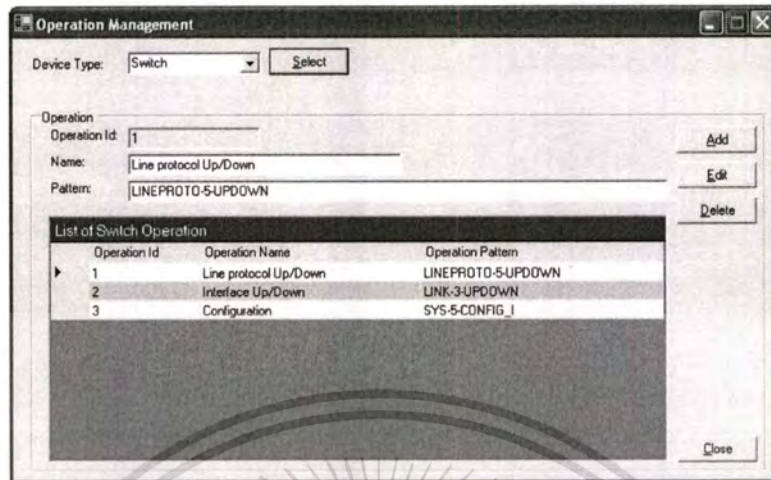 Operation Management
Device Type: Switch Select
Operation
Operation Id: 1
Name: Line protocol Up/Down
Pattern: LINEPROTO-5-UPDOWN
Add
Edit
Delete
List of Switch Operation
Operation Id Operation Name Operation Pattern
1 Line protocol Up/Down LINEPROTO-5-UPDOWN
2 Interface Up/Down LINK-3-UPDOWN
3 Configuration SYS-5-CONFIG_I
Close